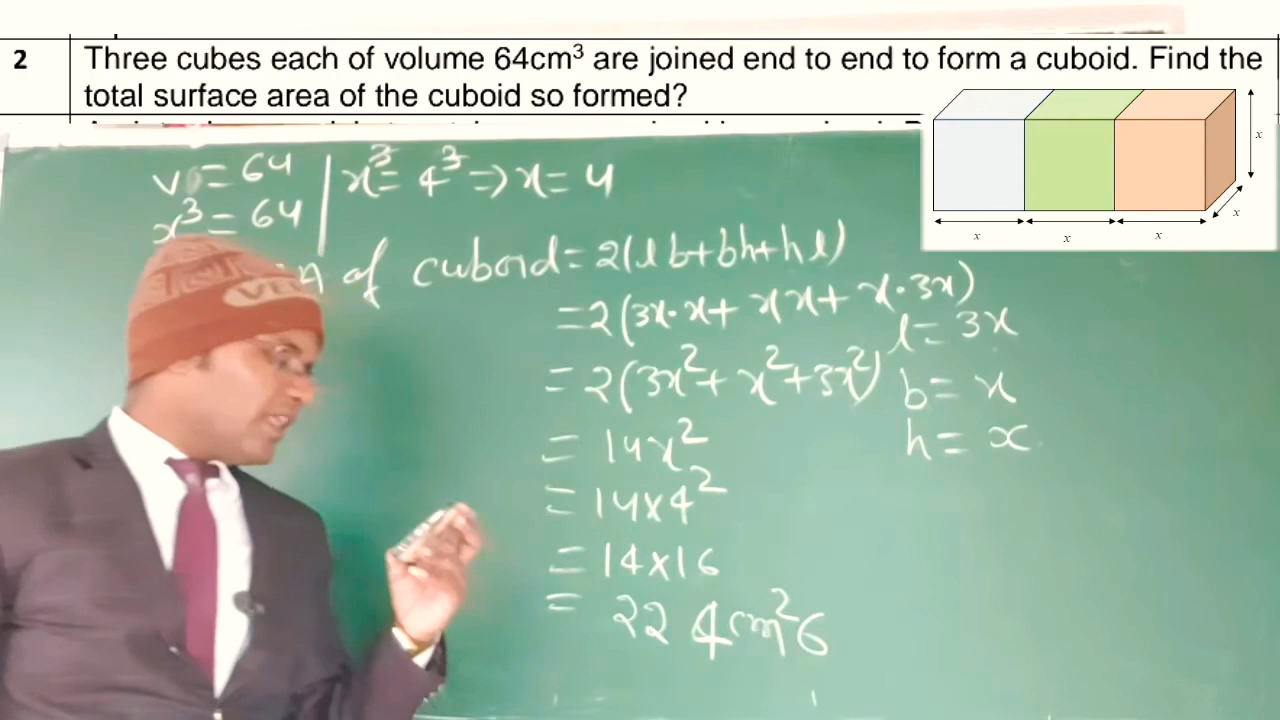 2 Three cubes each of volume 64cm³ are joined end to end to form a cuboid. Find the
total surface area of the cuboid so formed?
x
x
x x x
V = 64
x³ = 64
x³ = 4³ => x = 4
A of cuboid = 2(lb+bh+hl)
= 2(3x·x + x x + x·3x)
l = 3x
= 2(3x² + x² + 3x²)
b = x
= 14x²
h = x
= 14×4²
= 14×16
= 224cm²6